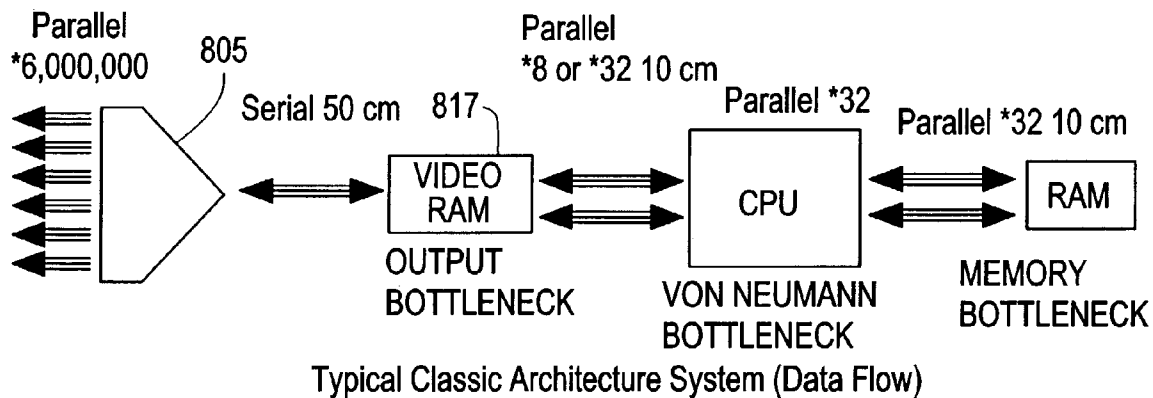 Parallel
*6,000,000
805
Serial 50 cm
817
Parallel
*8 or *32 10 cm
Parallel *32
Parallel *32 10 cm
VIDEO
RAM
CPU
RAM
OUTPUT
BOTTLENECK
VON NEUMANN
BOTTLENECK
MEMORY
BOTTLENECK
Typical Classic Architecture System (Data Flow)